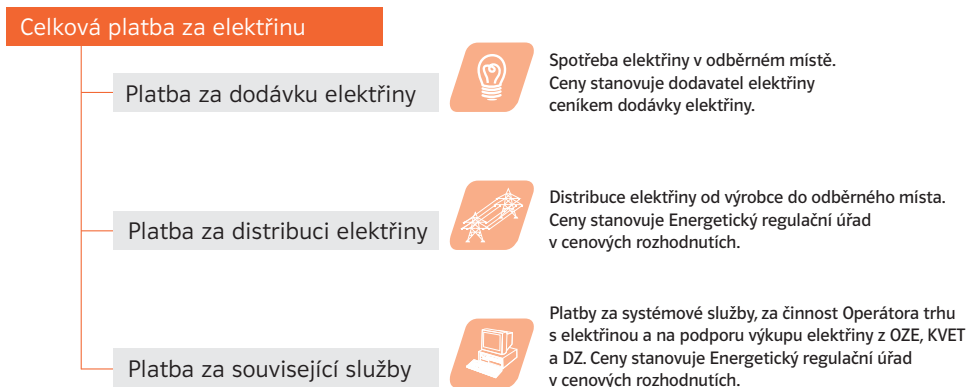 Celková platba za elektřinu
Platba za dodávku elektřiny
Spotřeba elektřiny v odběrném místě.
Ceny stanovuje dodavatel elektřiny
ceníkem dodávky elektřiny.
Platba za distribuci elektřiny
Distribuce elektřiny od výrobce do odběrného místa.
Ceny stanovuje Energetický regulační úřad
v cenových rozhodnutích.
Platba za související služby
Platby za systémové služby, za činnost Operátora trhu
s elektřinou a na podporu výkupu elektřiny z OZE, KVET
a DZ. Ceny stanovuje Energetický regulační úřad
v cenových rozhodnutích.